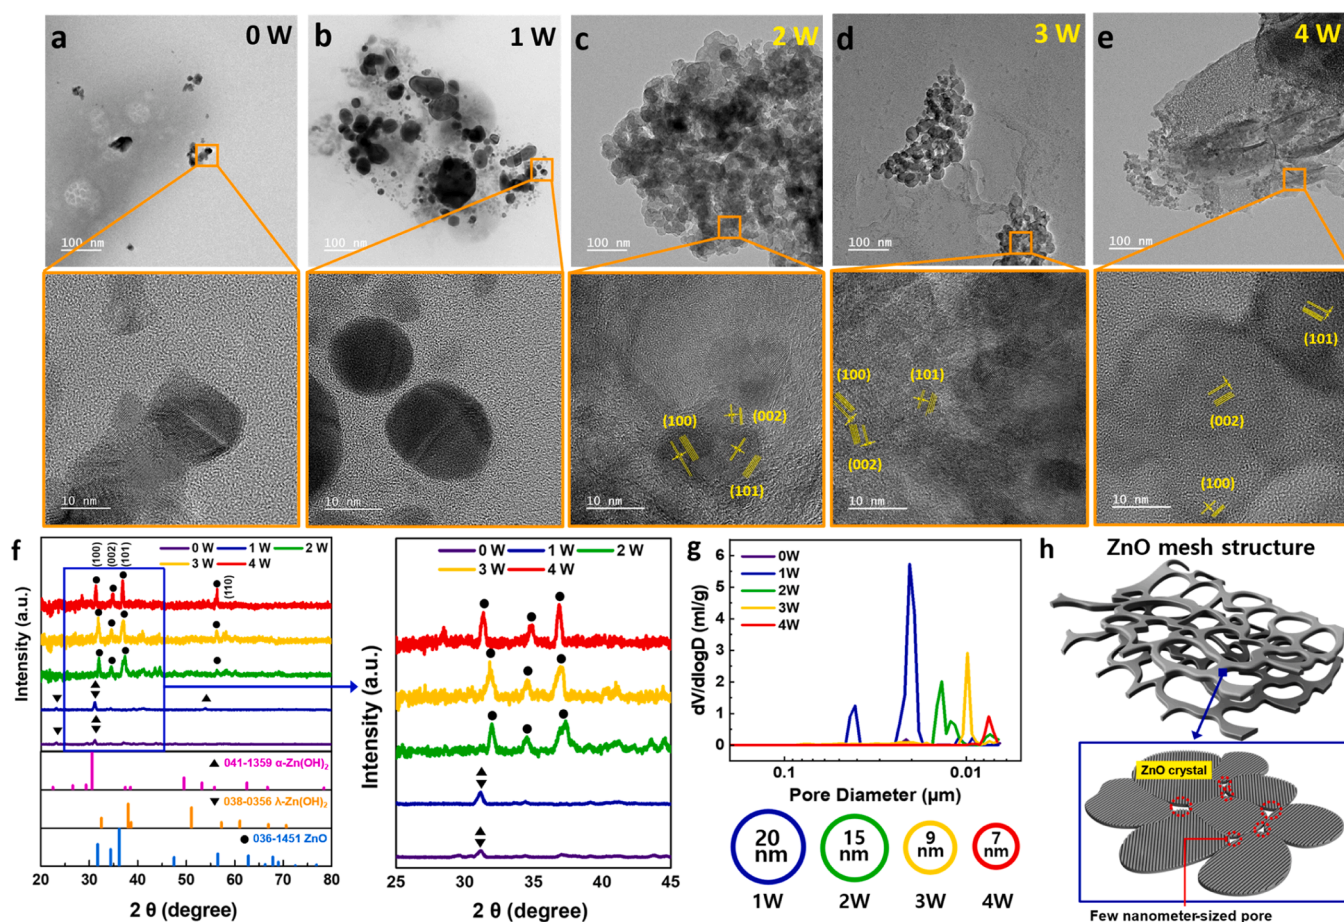 a
0 W
b
1 W
c
2 W
d
3 W
e
4 W
100 nm
100 nm
100 nm
100 nm
100 nm
10 nm
10 nm
(100)
(002)
(101)
10 nm
(100)
(101)
(002)
10 nm
(101)
(002)
(100)
10 nm
f
0 W 1 W 2 W
3 W 4 W
(100)
(002)
(101)
(110)
Intensity (a.u.)
▲ 041-1359 α-Zn(OH)₂
▼ 038-0356 λ-Zn(OH)₂
● 036-1451 ZnO
20 30 40 50 60 70 80
2 θ (degree)
0 W 1 W 2 W
3 W 4 W
Intensity (a.u.)
25 30 35 40 45
2 θ (degree)
g
0W
1W
2W
3W
4W
dV/dlogD (ml/g)
6
5
4
3
2
1
0
0.1 0.01
Pore Diameter (µm)
20 nm
15 nm
9 nm
7 nm
1W 2W 3W 4W
h
ZnO mesh structure
ZnO crystal
Few nanometer-sized pore